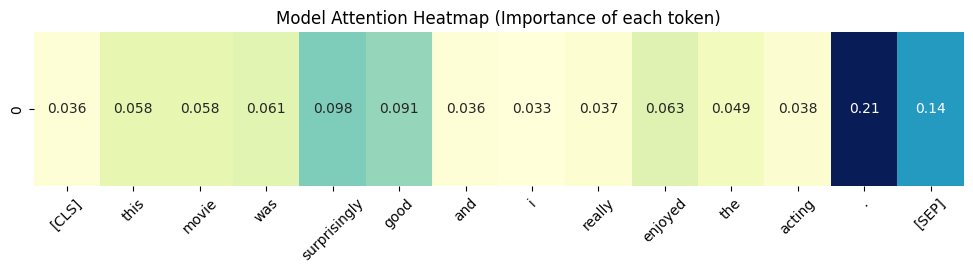 Model Attention Heatmap (Importance of each token)
0
0.036 0.058 0.058 0.061 0.098 0.091 0.036 0.033 0.037 0.063 0.049 0.038 0.21 0.14
[CLS] this movie was surprisingly good and i really enjoyed the acting . [SEP]